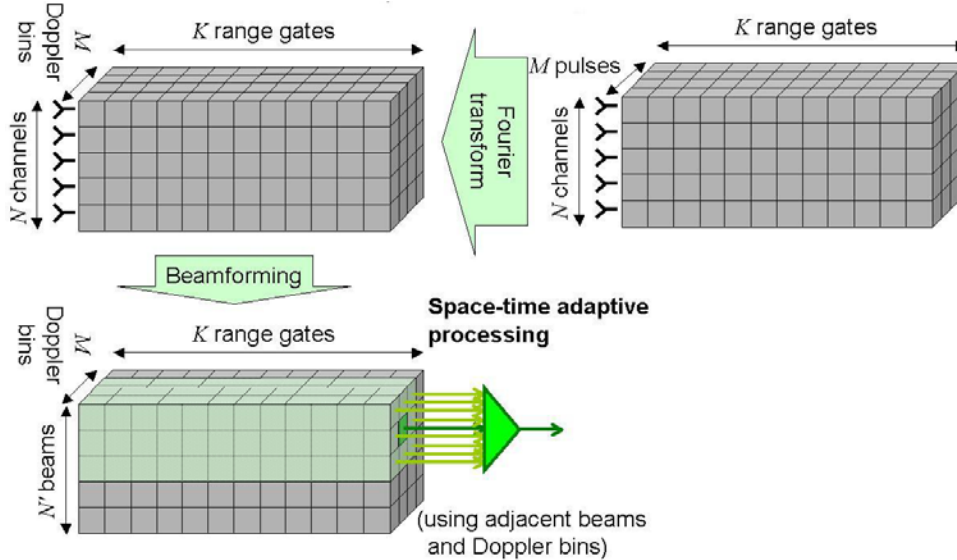 K range gates
M
Doppler
bins
N channels
Fourier
transform
K range gates
M pulses
N channels
Beamforming
K range gates
M
Doppler
bins
N' beams
Space-time adaptive
processing
(using adjacent beams
and Doppler bins)